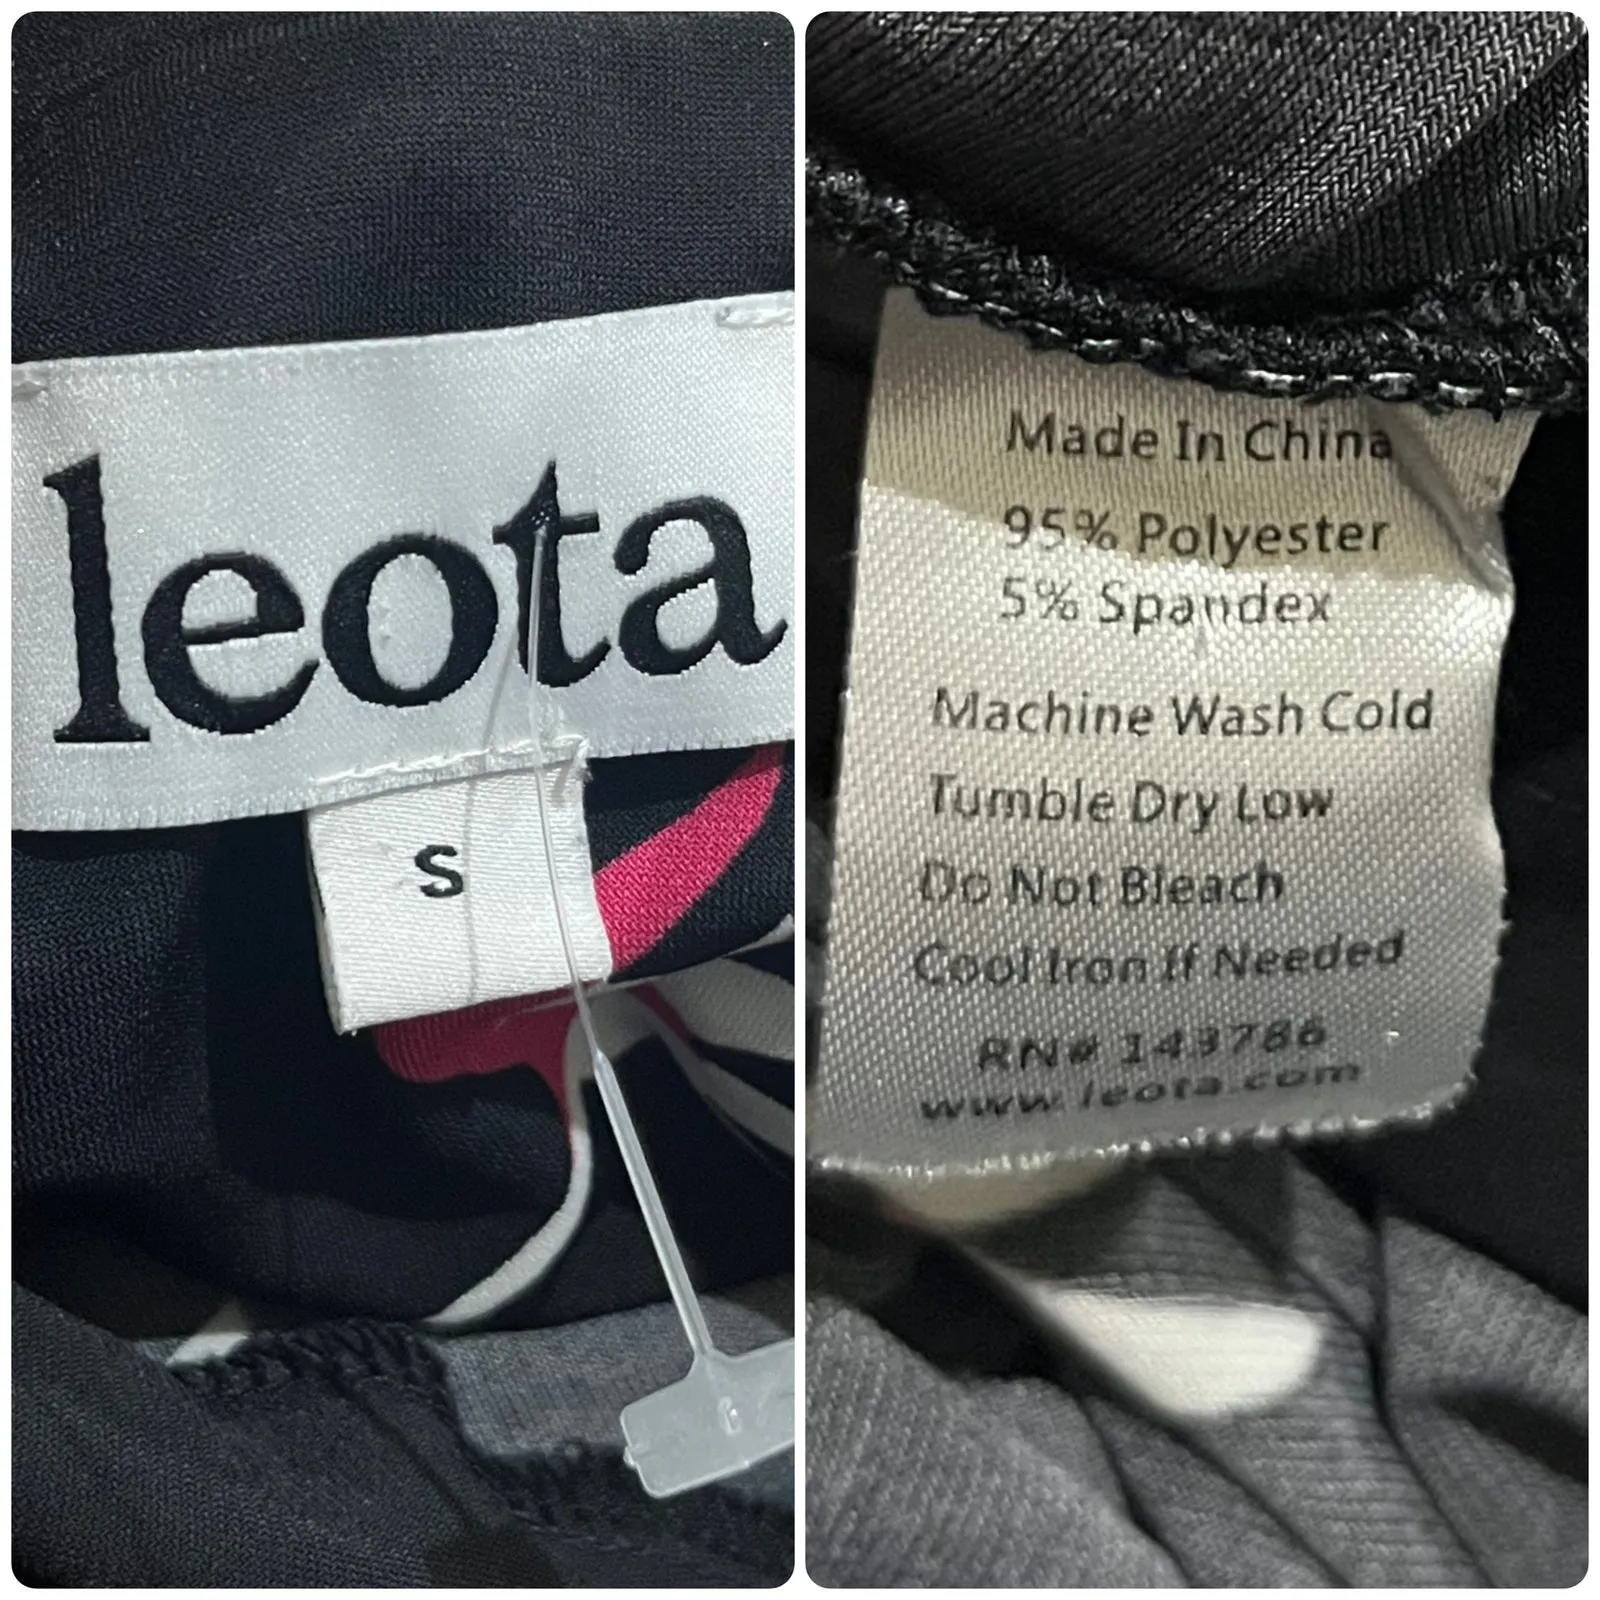 leota
S
Made In China
95% Polyester
5% Spandex
Machine Wash Cold
Tumble Dry Low
Do Not Bleach
Cool Iron If Needed
RN# 143786
www.leota.com